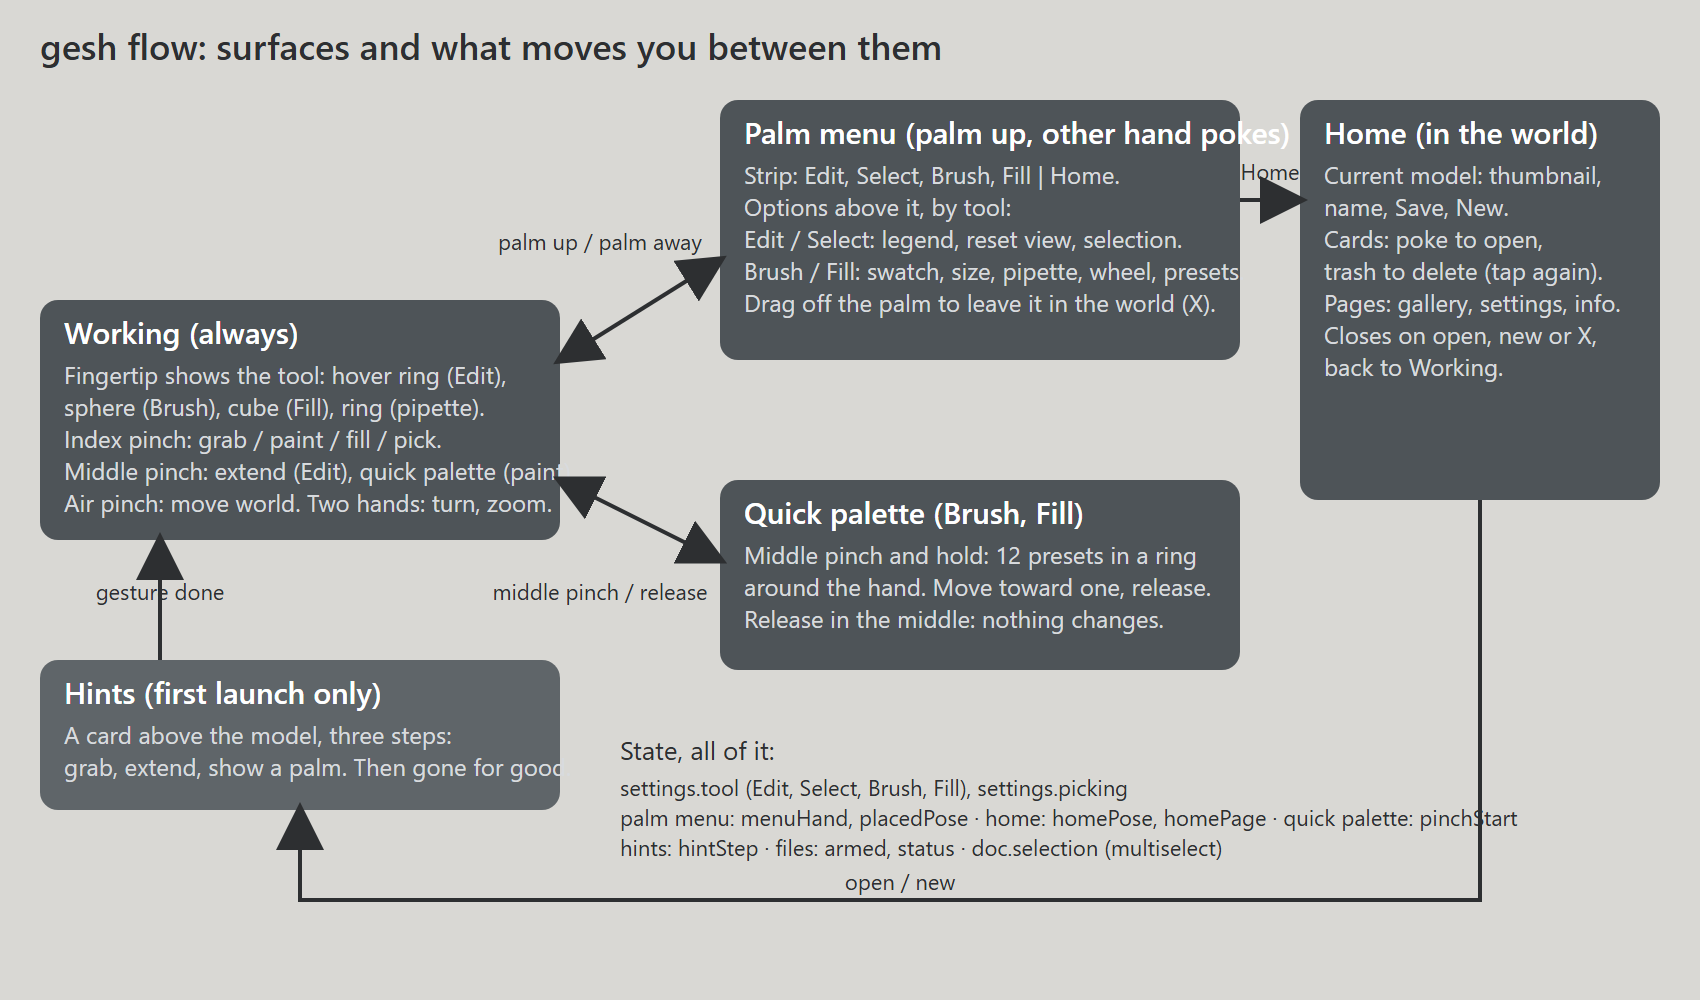 gesh flow: surfaces and what moves you between them
Palm menu (palm up, other hand pokes)
Strip: Edit, Select, Brush, Fill | Home.
Options above it, by tool:
Edit / Select: legend, reset view, selection.
Brush / Fill: swatch, size, pipette, wheel, presets
Drag off the palm to leave it in the world (X).
Home
Home (in the world)
Current model: thumbnail,
name, Save, New.
Cards: poke to open,
trash to delete (tap again).
Pages: gallery, settings, info.
Closes on open, new or X,
back to Working.
palm up / palm away
Working (always)
Fingertip shows the tool: hover ring (Edit),
sphere (Brush), cube (Fill), ring (pipette).
Index pinch: grab / paint / fill / pick.
Middle pinch: extend (Edit), quick palette (paint
Air pinch: move world. Two hands: turn, zoom.
Quick palette (Brush, Fill)
Middle pinch and hold: 12 presets in a ring
around the hand. Move toward one, release.
Release in the middle: nothing changes.
gesture done
middle pinch / release
Hints (first launch only)
A card above the model, three steps:
grab, extend, show a palm. Then gone for good
State, all of it:
settings.tool (Edit, Select, Brush, Fill), settings.picking
palm menu: menuHand, placedPose · home: homePose, homePage · quick palette: pinchStart
hints: hintStep · files: armed, status · doc.selection (multiselect)
open / new